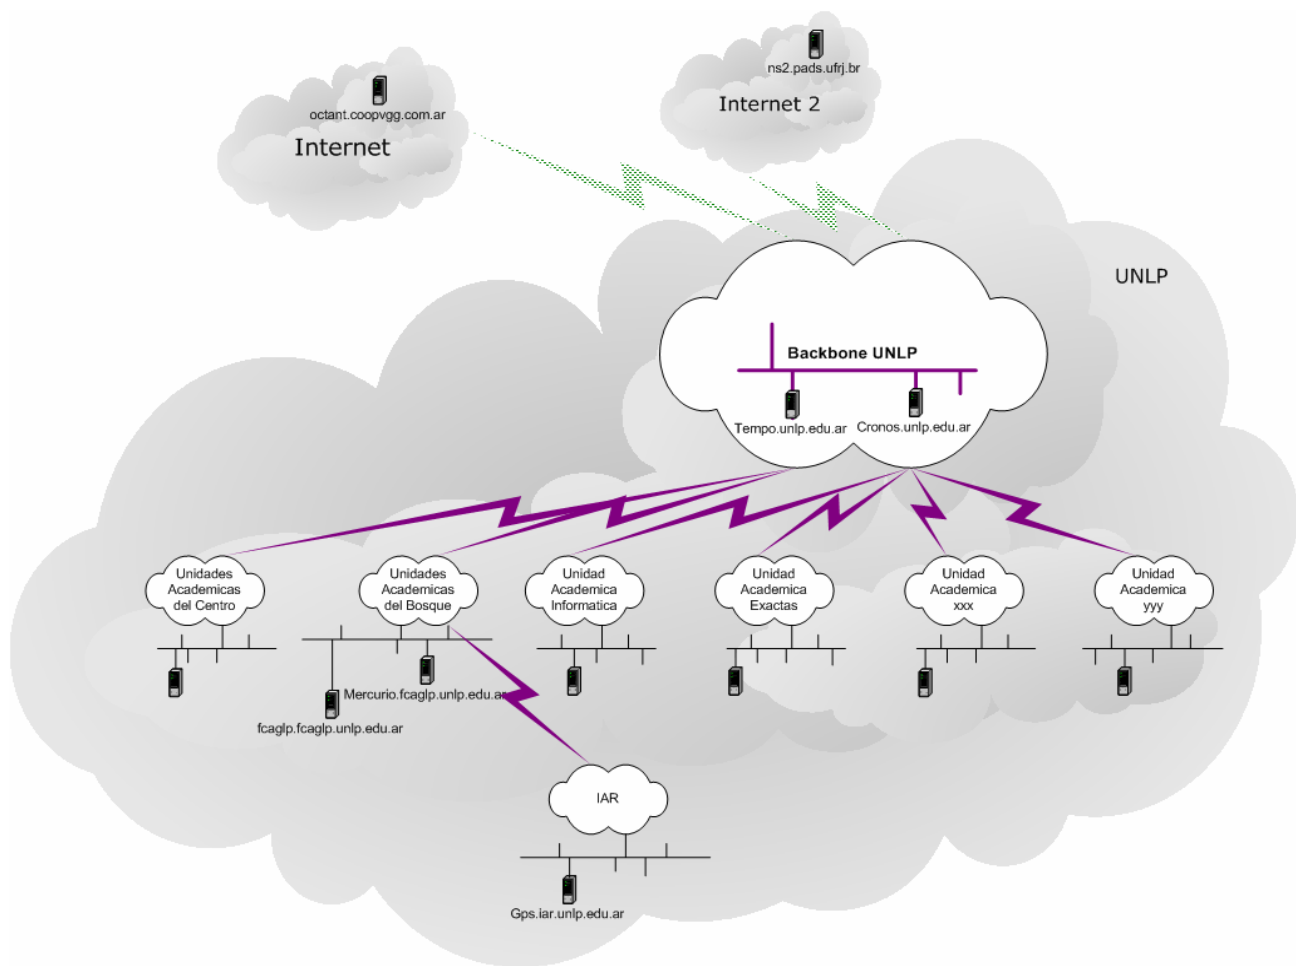 ns2.pads.ufrj.br
Internet 2
octant.coopvgg.com.ar
Internet
UNLP
Backbone UNLP
Tempo.unlp.edu.ar
Cronos.unlp.edu.ar
Unidades
Academicas
del Centro
Unidades
Academicas
del Bosque
Unidad
Academica
Informatica
Unidad
Academica
Exactas
Unidad
Academica
xxx
Unidad
Academica
yyy
Mercurio.fcaglp.unlp.edu.ar
fcaglp.fcaglp.unlp.edu.ar
IAR
Gps.iar.unlp.edu.ar